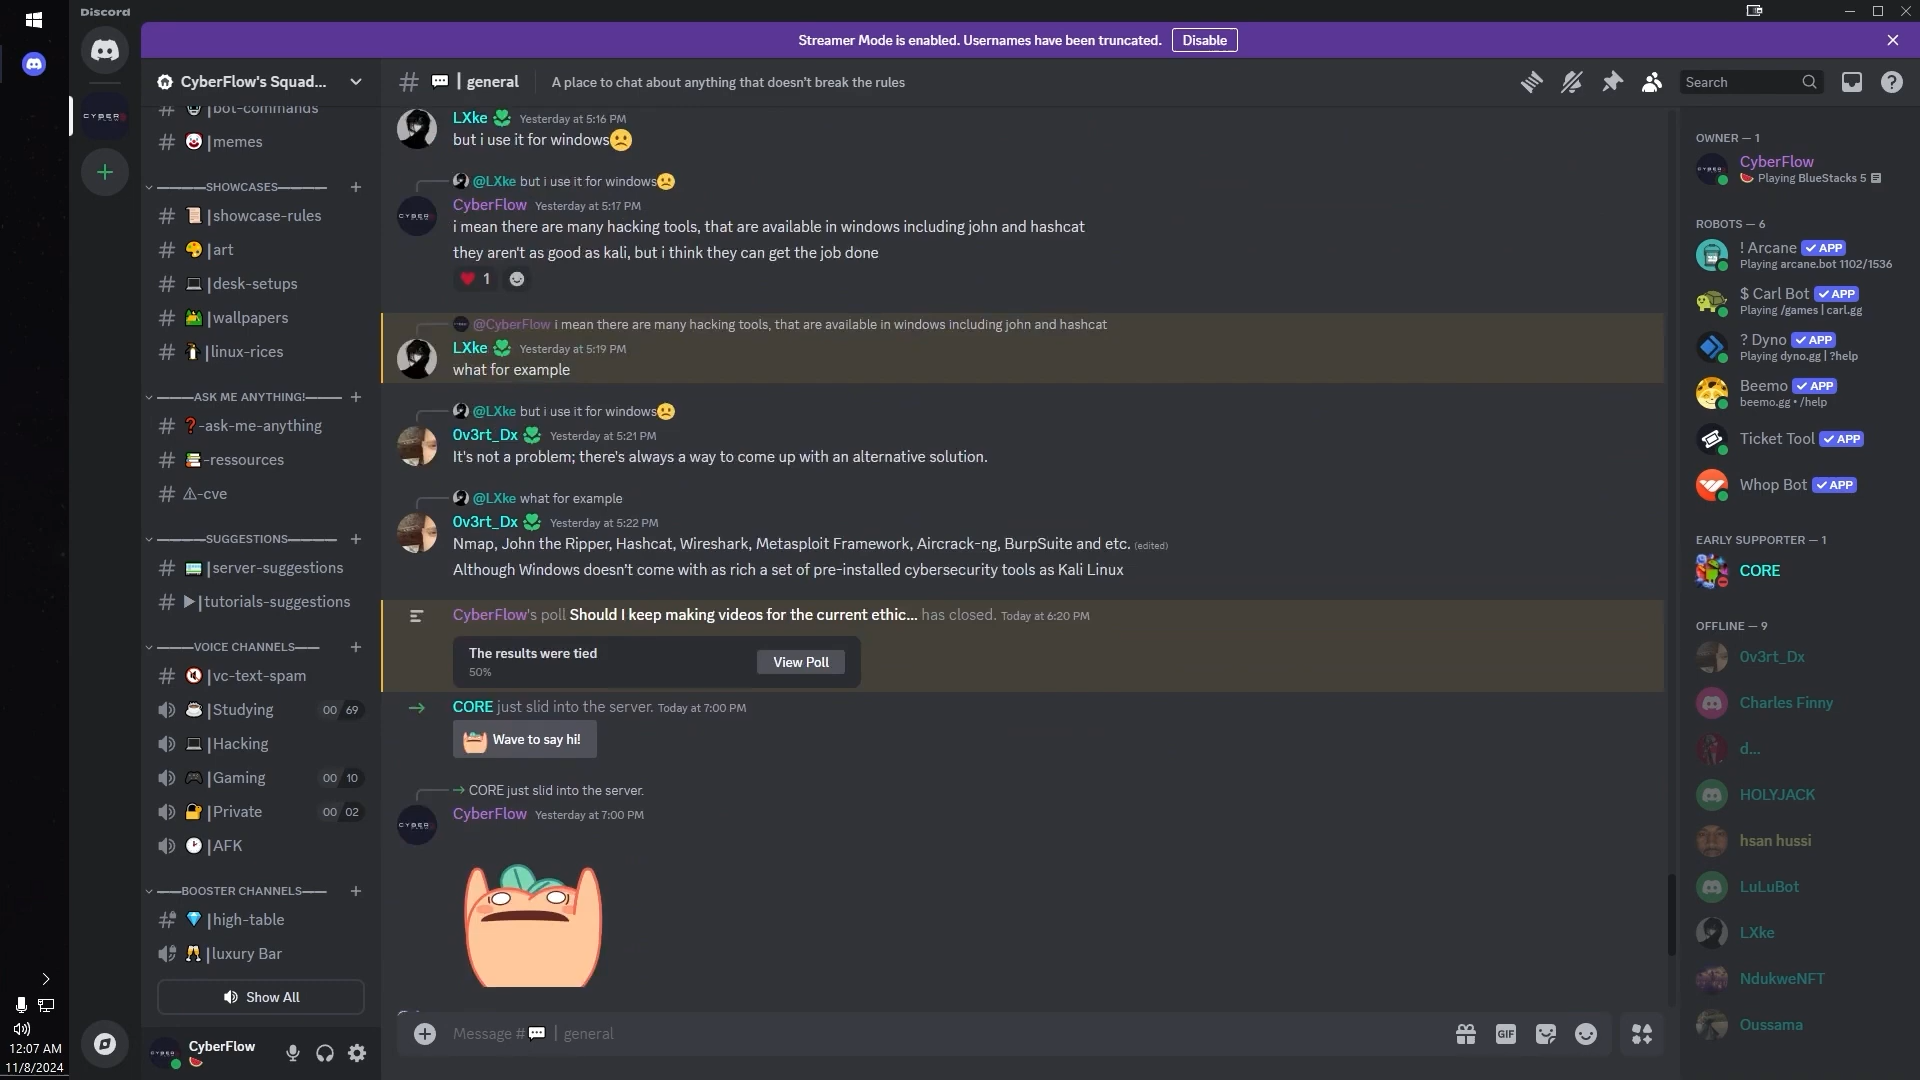 Discord
Streamer Mode is enabled. Usernames have been truncated. Disable
CyberFlow's Squad...
bot-commands
memes
SHOWCASES
showcase-rules
art
desk-setups
wallpapers
linux-rices
ASK ME ANYTHING!
-ask-me-anything
-ressources
-cve
SUGGESTIONS
server-suggestions
tutorials-suggestions
VOICE CHANNELS
vc-text-spam
Studying 00 69
Hacking
Gaming 00 10
Private 00 02
AFK
BOOSTER CHANNELS
high-table
luxury Bar
Show All
CyberFlow
12:07 AM
11/8/2024
# | general A place to chat about anything that doesn't break the rules
Search
LXke Yesterday at 5:16 PM
but i use it for windows🙁
@LXke but i use it for windows🙁
CyberFlow Yesterday at 5:17 PM
i mean there are many hacking tools, that are available in windows including john and hashcat
they aren't as good as kali, but i think they can get the job done
❤️ 1
@CyberFlow i mean there are many hacking tools, that are available in windows including john and hashcat
LXke Yesterday at 5:19 PM
what for example
@LXke but i use it for windows🙁
0v3rt_Dx Yesterday at 5:21 PM
It's not a problem; there's always a way to come up with an alternative solution.
@LXke what for example
0v3rt_Dx Yesterday at 5:22 PM
Nmap, John the Ripper, Hashcat, Wireshark, Metasploit Framework, Aircrack-ng, BurpSuite and etc. (edited)
Although Windows doesn't come with as rich a set of pre-installed cybersecurity tools as Kali Linux
CyberFlow's poll Should I keep making videos for the current ethic... has closed. Today at 6:20 PM
The results were tied
50%
View Poll
CORE just slid into the server. Today at 7:00 PM
Wave to say hi!
CORE just slid into the server.
CyberFlow Yesterday at 7:00 PM
Message # | general
GIF
OWNER — 1
CyberFlow
Playing BlueStacks 5
ROBOTS — 6
! Arcane ✓ APP
Playing arcane.bot 1102/1536
$ Carl Bot ✓ APP
Playing /games | carl.gg
? Dyno ✓ APP
Playing dyno.gg | ?help
Beemo ✓ APP
beemo.gg • /help
Ticket Tool ✓ APP
Whop Bot ✓ APP
EARLY SUPPORTER — 1
CORE
OFFLINE — 9
0v3rt_Dx
Charles Finny
d...
HOLYJACK
hsan hussi
LuLuBot
LXke
NdukweNFT
Oussama